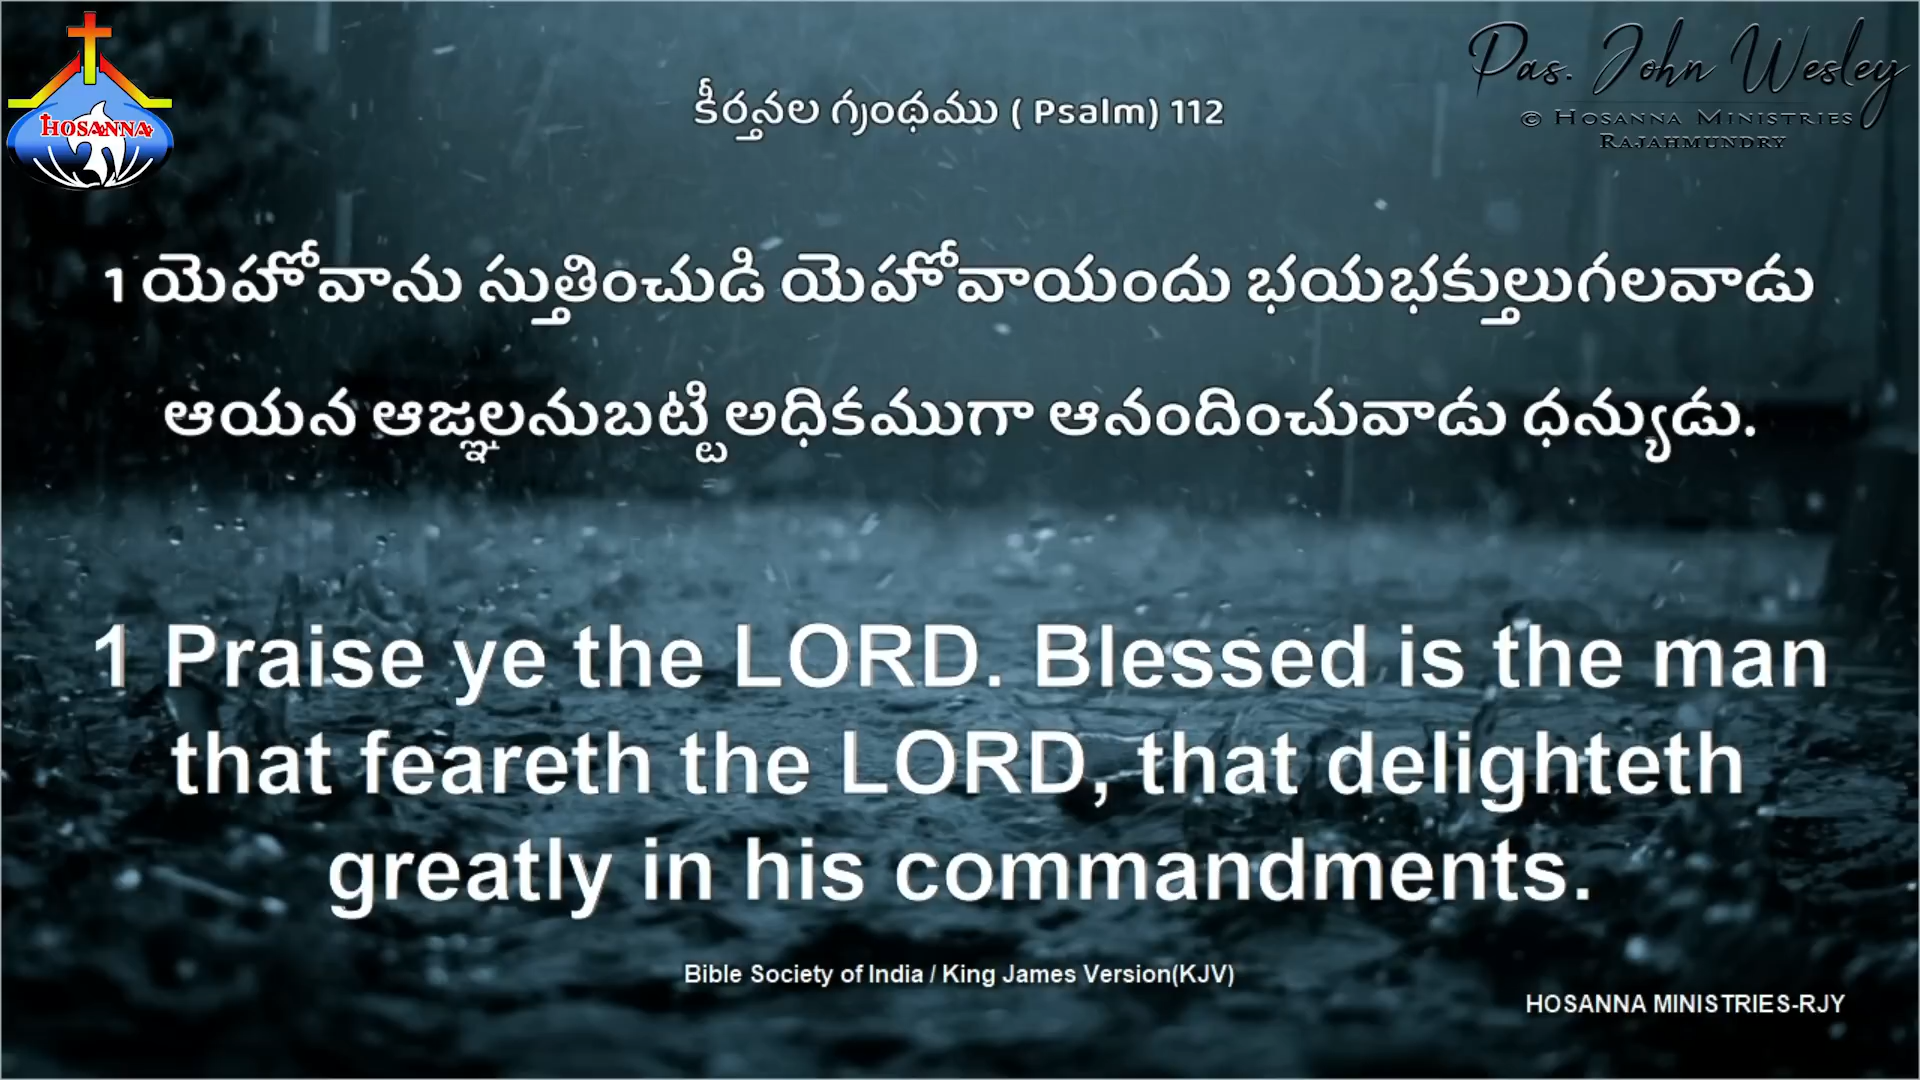 HOSANNA
Pas. John Wesley
© HOSANNA MINISTRIES
RAJAHMUNDRY
కీర్తనల గ్రంథము ( Psalm) 112
1 యెహోవాను స్తుతించుడి యెహోవాయందు భయభక్తులుగలవాడు
ఆయన ఆజ్ఞలనుబట్టి అధికముగా ఆనందించువాడు ధన్యుడు.
1 Praise ye the LORD. Blessed is the man
that feareth the LORD, that delighteth
greatly in his commandments.
Bible Society of India / King James Version(KJV)
HOSANNA MINISTRIES-RJY